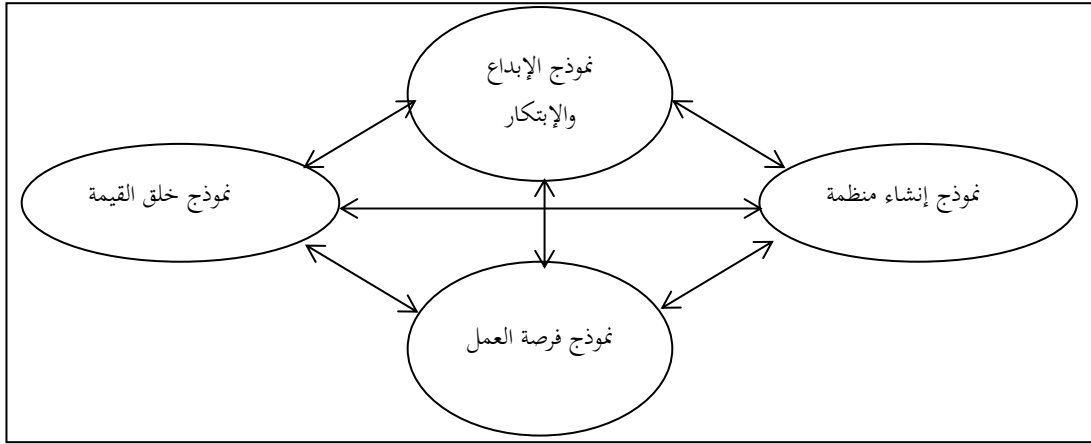 نموذج الإبداع
والإبتكار
نموذج إنشاء منظمة
نموذج خلق القيمة
نموذج فرصة العمل